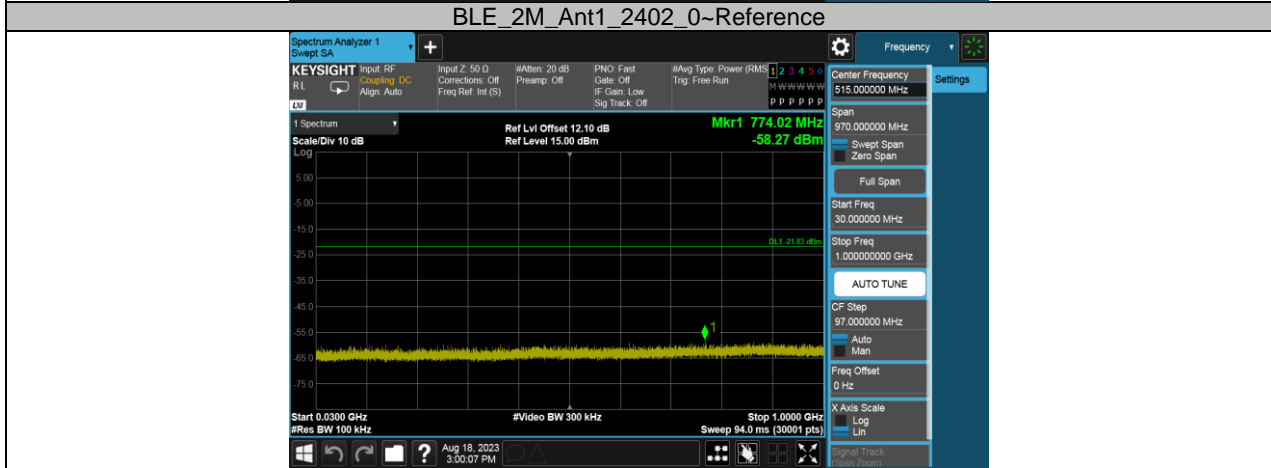 BLE_2M_Ant1_2402_0~Reference
Spectrum Analyzer 1
Swept SA
Frequency
KEYSIGHT
RL
LXI
Input: RF
Coupling: DC
Align: Auto
Input Z: 50 Ω
Corrections: Off
Freq Ref: Int (S)
#Atten: 20 dB
Preamp: Off
PNO: Fast
Gate: Off
IF Gain: Low
Sig Track: Off
#Avg Type: Power (RMS
Trig: Free Run
1 2 3 4 5 6
M W W W W W
P P P P P P
1 Spectrum
Scale/Div 10 dB
Ref Lvl Offset 12.10 dB
Ref Level 15.00 dBm
Mkr1 774.02 MHz
-58.27 dBm
Log
5.00
-5.00
-15.0
DL1 -21.83 dBm
-25.0
-35.0
-45.0
-55.0
1
-65.0
-75.0
Start 0.0300 GHz
#Res BW 100 kHz
#Video BW 300 kHz
Stop 1.0000 GHz
Sweep 94.0 ms (30001 pts)
Aug 18, 2023
3:00:07 PM
Center Frequency
515.000000 MHz
Settings
Span
970.000000 MHz
Swept Span
Zero Span
Full Span
Start Freq
30.000000 MHz
Stop Freq
1.000000000 GHz
AUTO TUNE
CF Step
97.000000 MHz
Auto
Man
Freq Offset
0 Hz
X Axis Scale
Log
Lin
Signal Track
(Span Zoom)